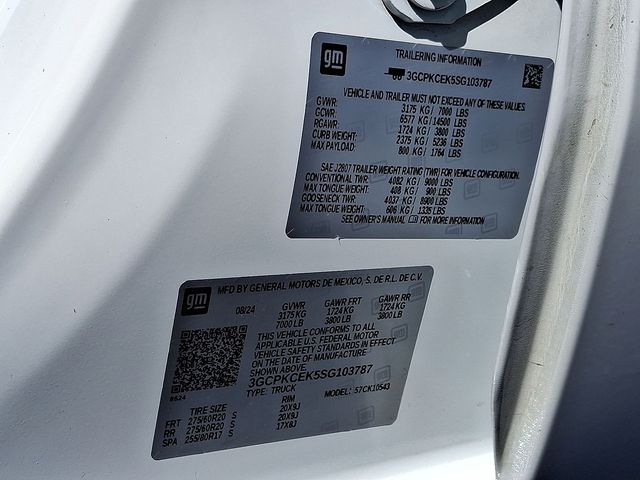 gm
TRAILERING INFORMATION
3GCPKCEK5SG103787
VEHICLE AND TRAILER MUST NOT EXCEED ANY OF THESE VALUES
GVWR: 3175 KG / 7000 LBS
GCWR: 6577 KG / 14500 LBS
RGAWR: 1724 KG / 3800 LBS
CURB WEIGHT: 2375 KG / 5236 LBS
MAX PAYLOAD: 800 KG / 1764 LBS
SAE J2807 TRAILER WEIGHT RATING (TWR) FOR VEHICLE CONFIGURATION
CONVENTIONAL TWR: 4082 KG / 9000 LBS
MAX TONGUE WEIGHT: 408 KG / 900 LBS
GOOSENECK TWR: 4037 KG / 8900 LBS
MAX TONGUE WEIGHT: 606 KG / 1335 LBS
SEE OWNER'S MANUAL FOR MORE INFORMATION
gm
MFD BY GENERAL MOTORS DE MEXICO, S. DE R.L. DE C.V.
08/24 GVWR GAWR FRT GAWR RR
3175 KG 1724 KG 1724 KG
7000 LB 3800 LB 3800 LB
THIS VEHICLE CONFORMS TO ALL
APPLICABLE U.S. FEDERAL MOTOR
VEHICLE SAFETY STANDARDS IN EFFECT
ON THE DATE OF MANUFACTURE
SHOWN ABOVE.
3GCPKCEK5SG103787
TYPE: TRUCK MODEL: 57CK10543
8624
TIRE SIZE RIM
FRT 275/60R20 S 20X9J
RR 275/60R20 S 20X9J
SPA 255/80R17 S 17X8J